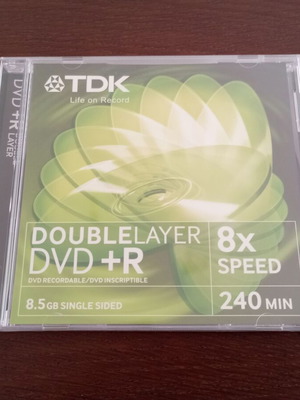 TDK
Life on Record
DVD+R
LAYER
DOUBLELAYER
DVD+R
DVD RECORDABLE/DVD INSCRIPTIBLE
8.5GB SINGLE SIDED
8x
SPEED
240 MIN